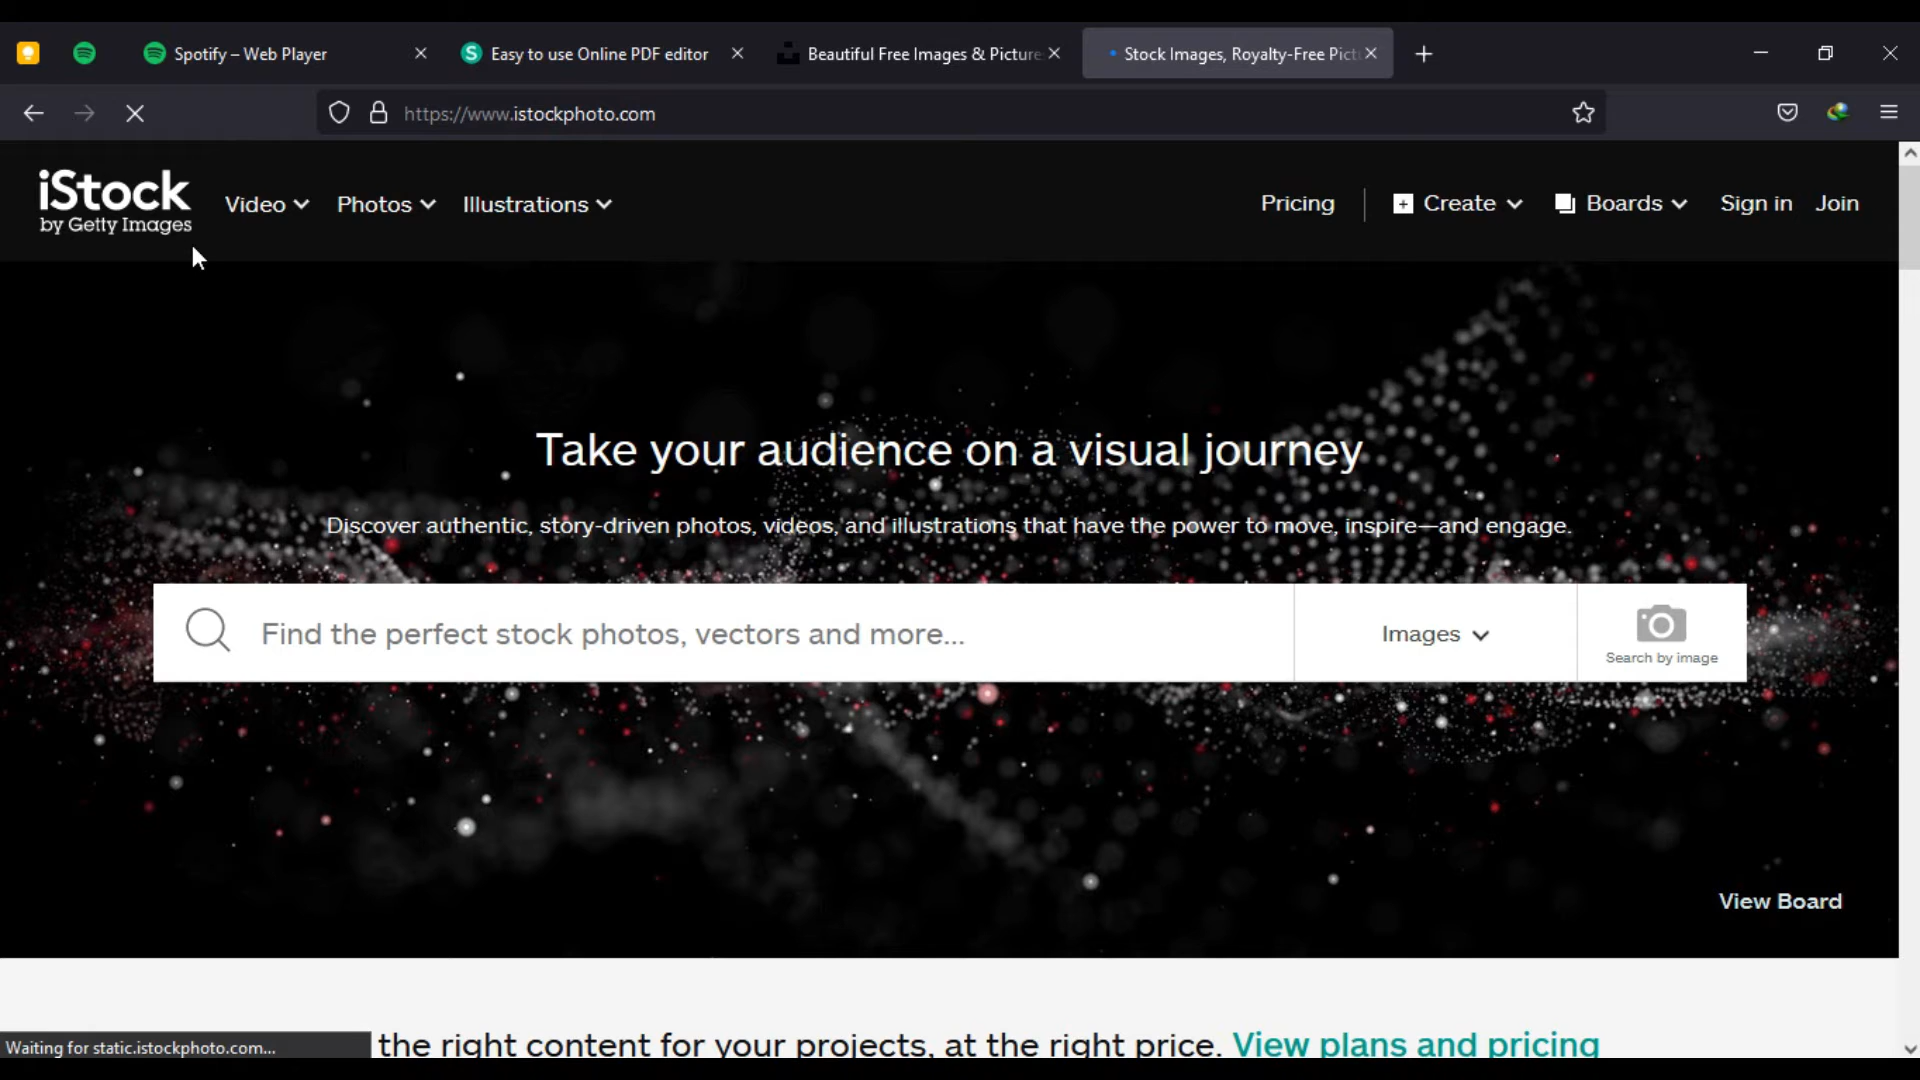 Spotify – Web Player
S
Easy to use Online PDF editor
Beautiful Free Images & Picture
Stock Images, Royalty-Free Pict
https://www.istockphoto.com
iStock
by Getty Images
Video
Photos
Illustrations
Pricing
Create
Boards
Sign in
Join
Take your audience on a visual journey
Discover authentic, story-driven photos, videos, and illustrations that have the power to move, inspire—and engage.
Find the perfect stock photos, vectors and more...
Images
Search by image
View Board
the right content for your projects, at the right price. View plans and pricing
Waiting for static.istockphoto.com...